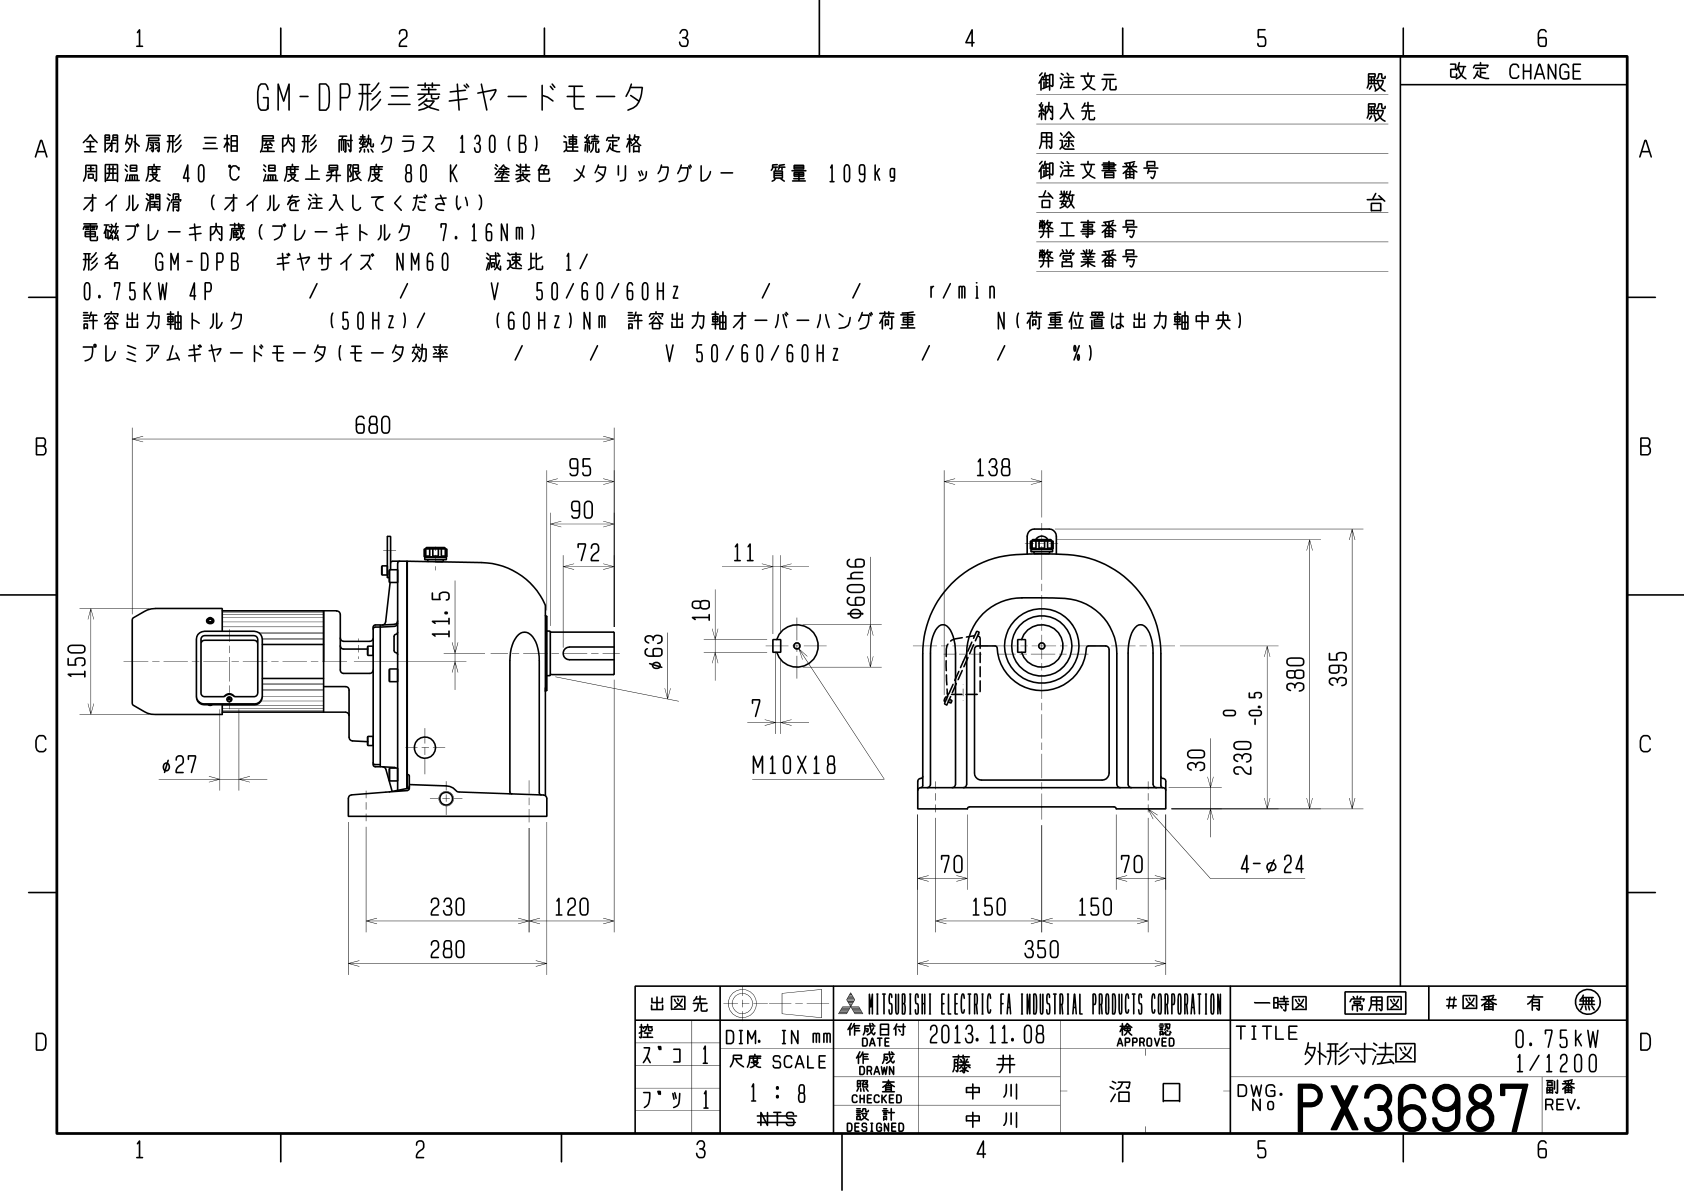 1 2 3 4 5 6
改定 CHANGE
GM-DP形三菱ギヤードモータ
全閉外扇形 三相 屋内形 耐熱クラス 130(B) 連続定格
周囲温度 40 ℃ 温度上昇限度 80 K 塗装色 メタリックグレー 質量 109kg
オイル潤滑 (オイルを注入してください)
電磁ブレーキ内蔵(ブレーキトルク 7.16Nm)
形名 GM-DPB ギヤサイズ NM60 減速比 1/
0.75KW 4P / / V 50/60/60Hz / / r/min
許容出力軸トルク (50Hz)/ (60Hz)Nm 許容出力軸オーバーハング荷重 N(荷重位置は出力軸中央)
プレミアムギヤードモータ(モータ効率 / / V 50/60/60Hz / / %)
御注文元 殿
納入先 殿
用途
御注文書番号
台数 台
弊工事番号
弊営業番号
A A
B B
C C
D D
680
95
90
72
11.5
150
φ63
φ27
230 120
280
11
18
φ60h6
7
M10X18
138
380
395
0
230 -0.5
30
70 70
4-φ24
150 150
350
出図先
控
ズコ 1
ブツ 1
DIM. IN mm
尺度 SCALE
1 : 8
NTS
MITSUBISHI ELECTRIC FA INDUSTRIAL PRODUCTS CORPORATION
作成日付 DATE 2013.11.08
作成 DRAWN 藤井
照査 CHECKED 中川
設計 DESIGNED 中川
検認 APPROVED
沼口
一時図 常用図 #図番 有 無
TITLE
外形寸法図
0.75kW
1/1200
DWG. No PX36987
副番 REV.
1 2 3 4 5 6